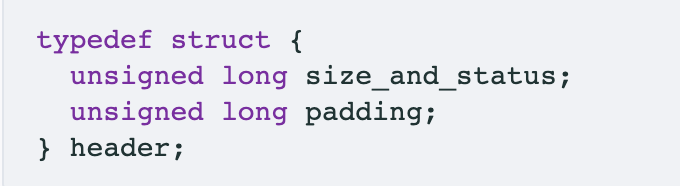 typedef struct {
  unsigned long size_and_status;
  unsigned long padding;
} header;